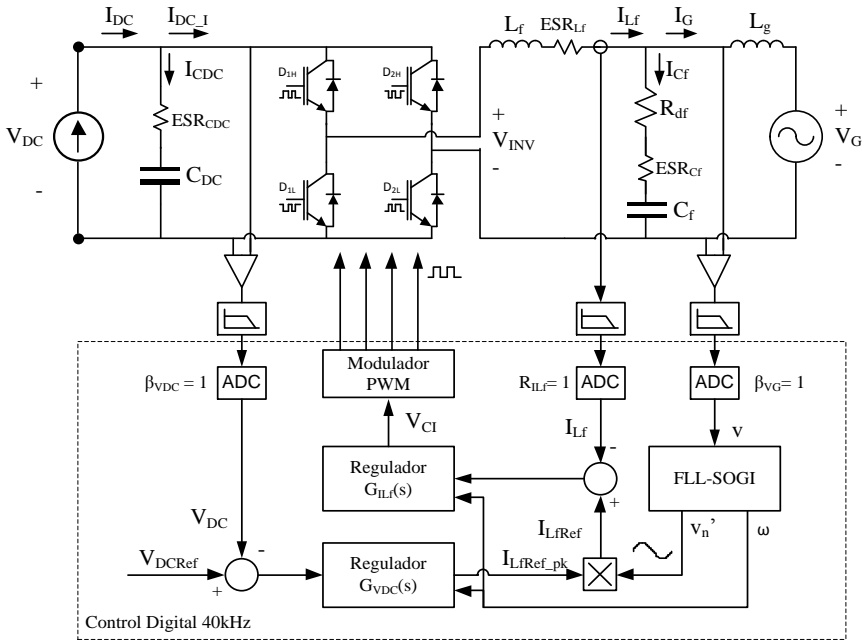 I_DC
I_DC_I
L_f
ESR_Lf
I_Lf
I_G
L_g
I_CDC
D_1H
D_2H
I_Cf
+
ESR_CDC
+
R_df
+
V_DC
V_INV
V_G
-
C_DC
-
ESR_Cf
-
D_1L
D_2L
C_f
β_VDC = 1
ADC
Modulador
PWM
R_ILf = 1
ADC
ADC
β_VG = 1
V_CI
I_Lf
v
-
Regulador
G_ILf(s)
FLL-SOGI
+
V_DC
I_LfRef
v_n’
ω
-
V_DCRef
+
Regulador
G_VDC(s)
I_LfRef_pk
Control Digital 40kHz